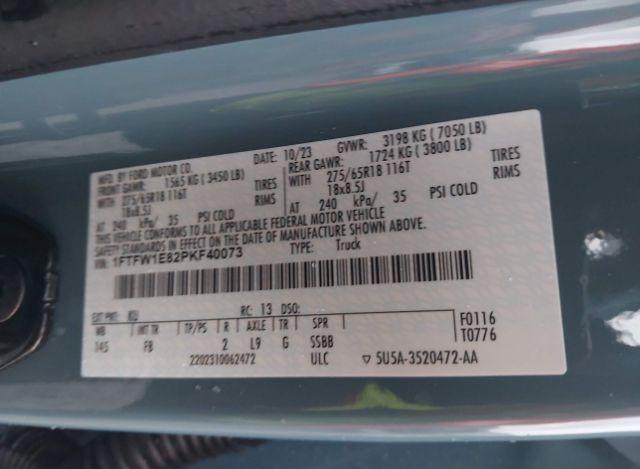 MFD. BY FORD MOTOR CO.
DATE: 10/23 GVWR: 3198 KG ( 7050 LB)
FRONT GAWR: 1565 KG ( 3450 LB)
REAR GAWR: 1724 KG ( 3800 LB)
WITH 275/65R18 116T TIRES
18x8.5J RIMS
AT 240 kPa/ 35 PSI COLD
WITH 275/65R18 116T TIRES
18x8.5J RIMS
AT 240 kPa/ 35 PSI COLD
THIS VEHICLE CONFORMS TO ALL APPLICABLE FEDERAL MOTOR VEHICLE
SAFETY STANDARDS IN EFFECT ON THE DATE OF MANUFACTURE SHOWN ABOVE.
VIN: 1FTFW1E82PKF40073 TYPE: Truck
EXT PNT: KU RC: 13 DSO:
WB INT TR TP/PS R AXLE TR SPR
145 FB 2 L9 G SSBB
2202310062472 ULC
F0116
T0776
5U5A-3520472-AA